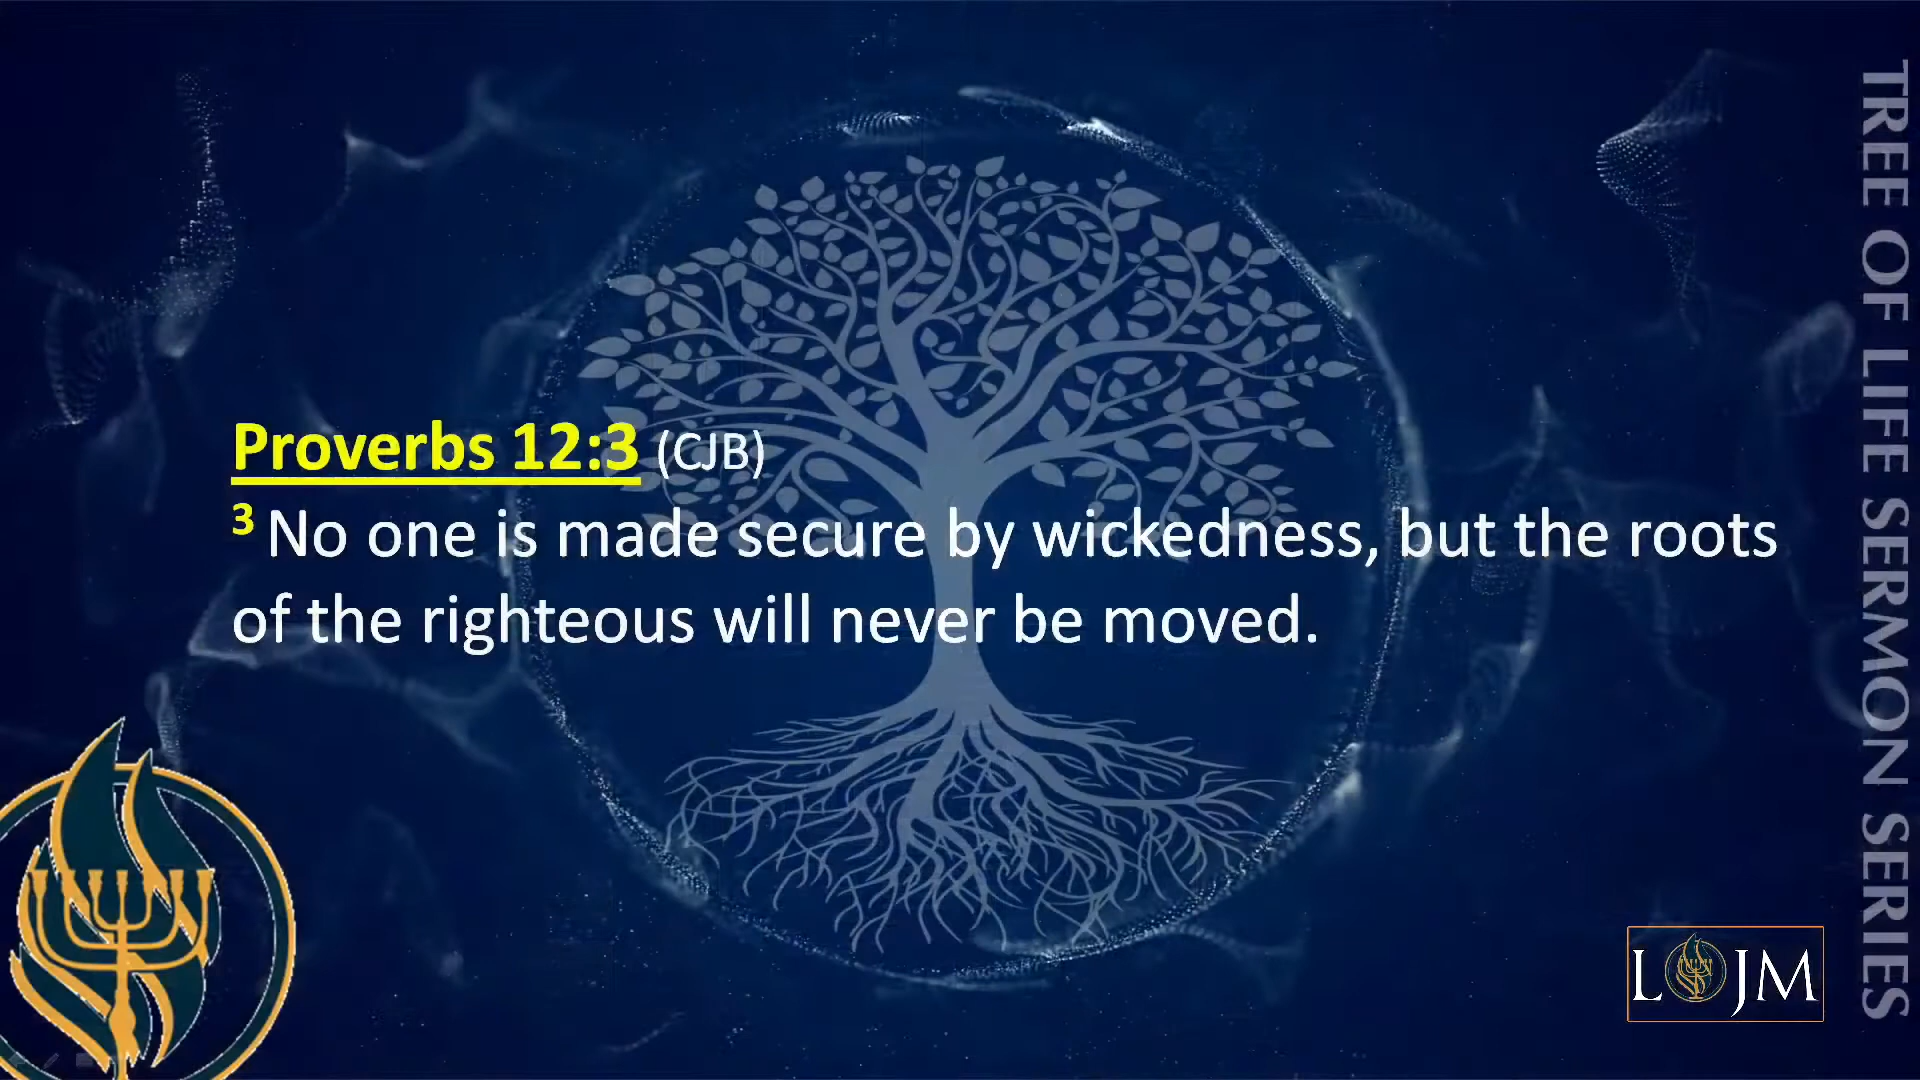 Proverbs 12:3 (CJB)
3 No one is made secure by wickedness, but the roots
of the righteous will never be moved.
TREE OF LIFE SERMON SERIES
L JM